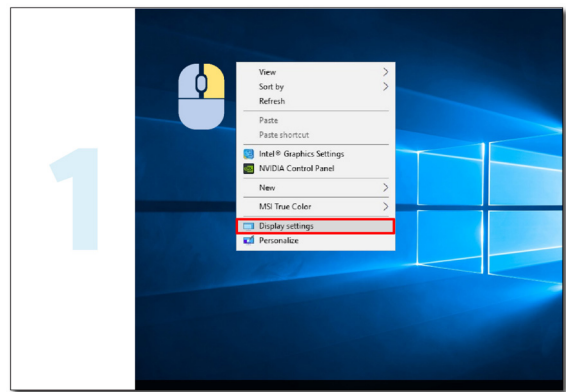 1
View
Sort by
Refresh
Paste
Paste shortcut
Intel® Graphics Settings
NVIDIA Control Panel
New
MSI True Color
Display settings
Personalize